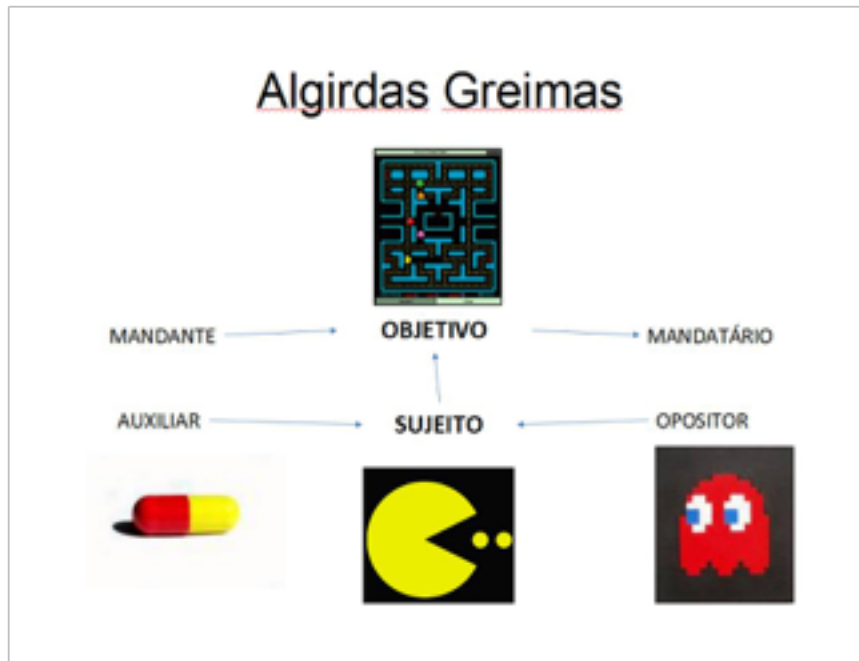 Algirdas Greimas
MANDANTE OBJETIVO MANDATÁRIO
AUXILIAR SUJEITO OPOSITOR